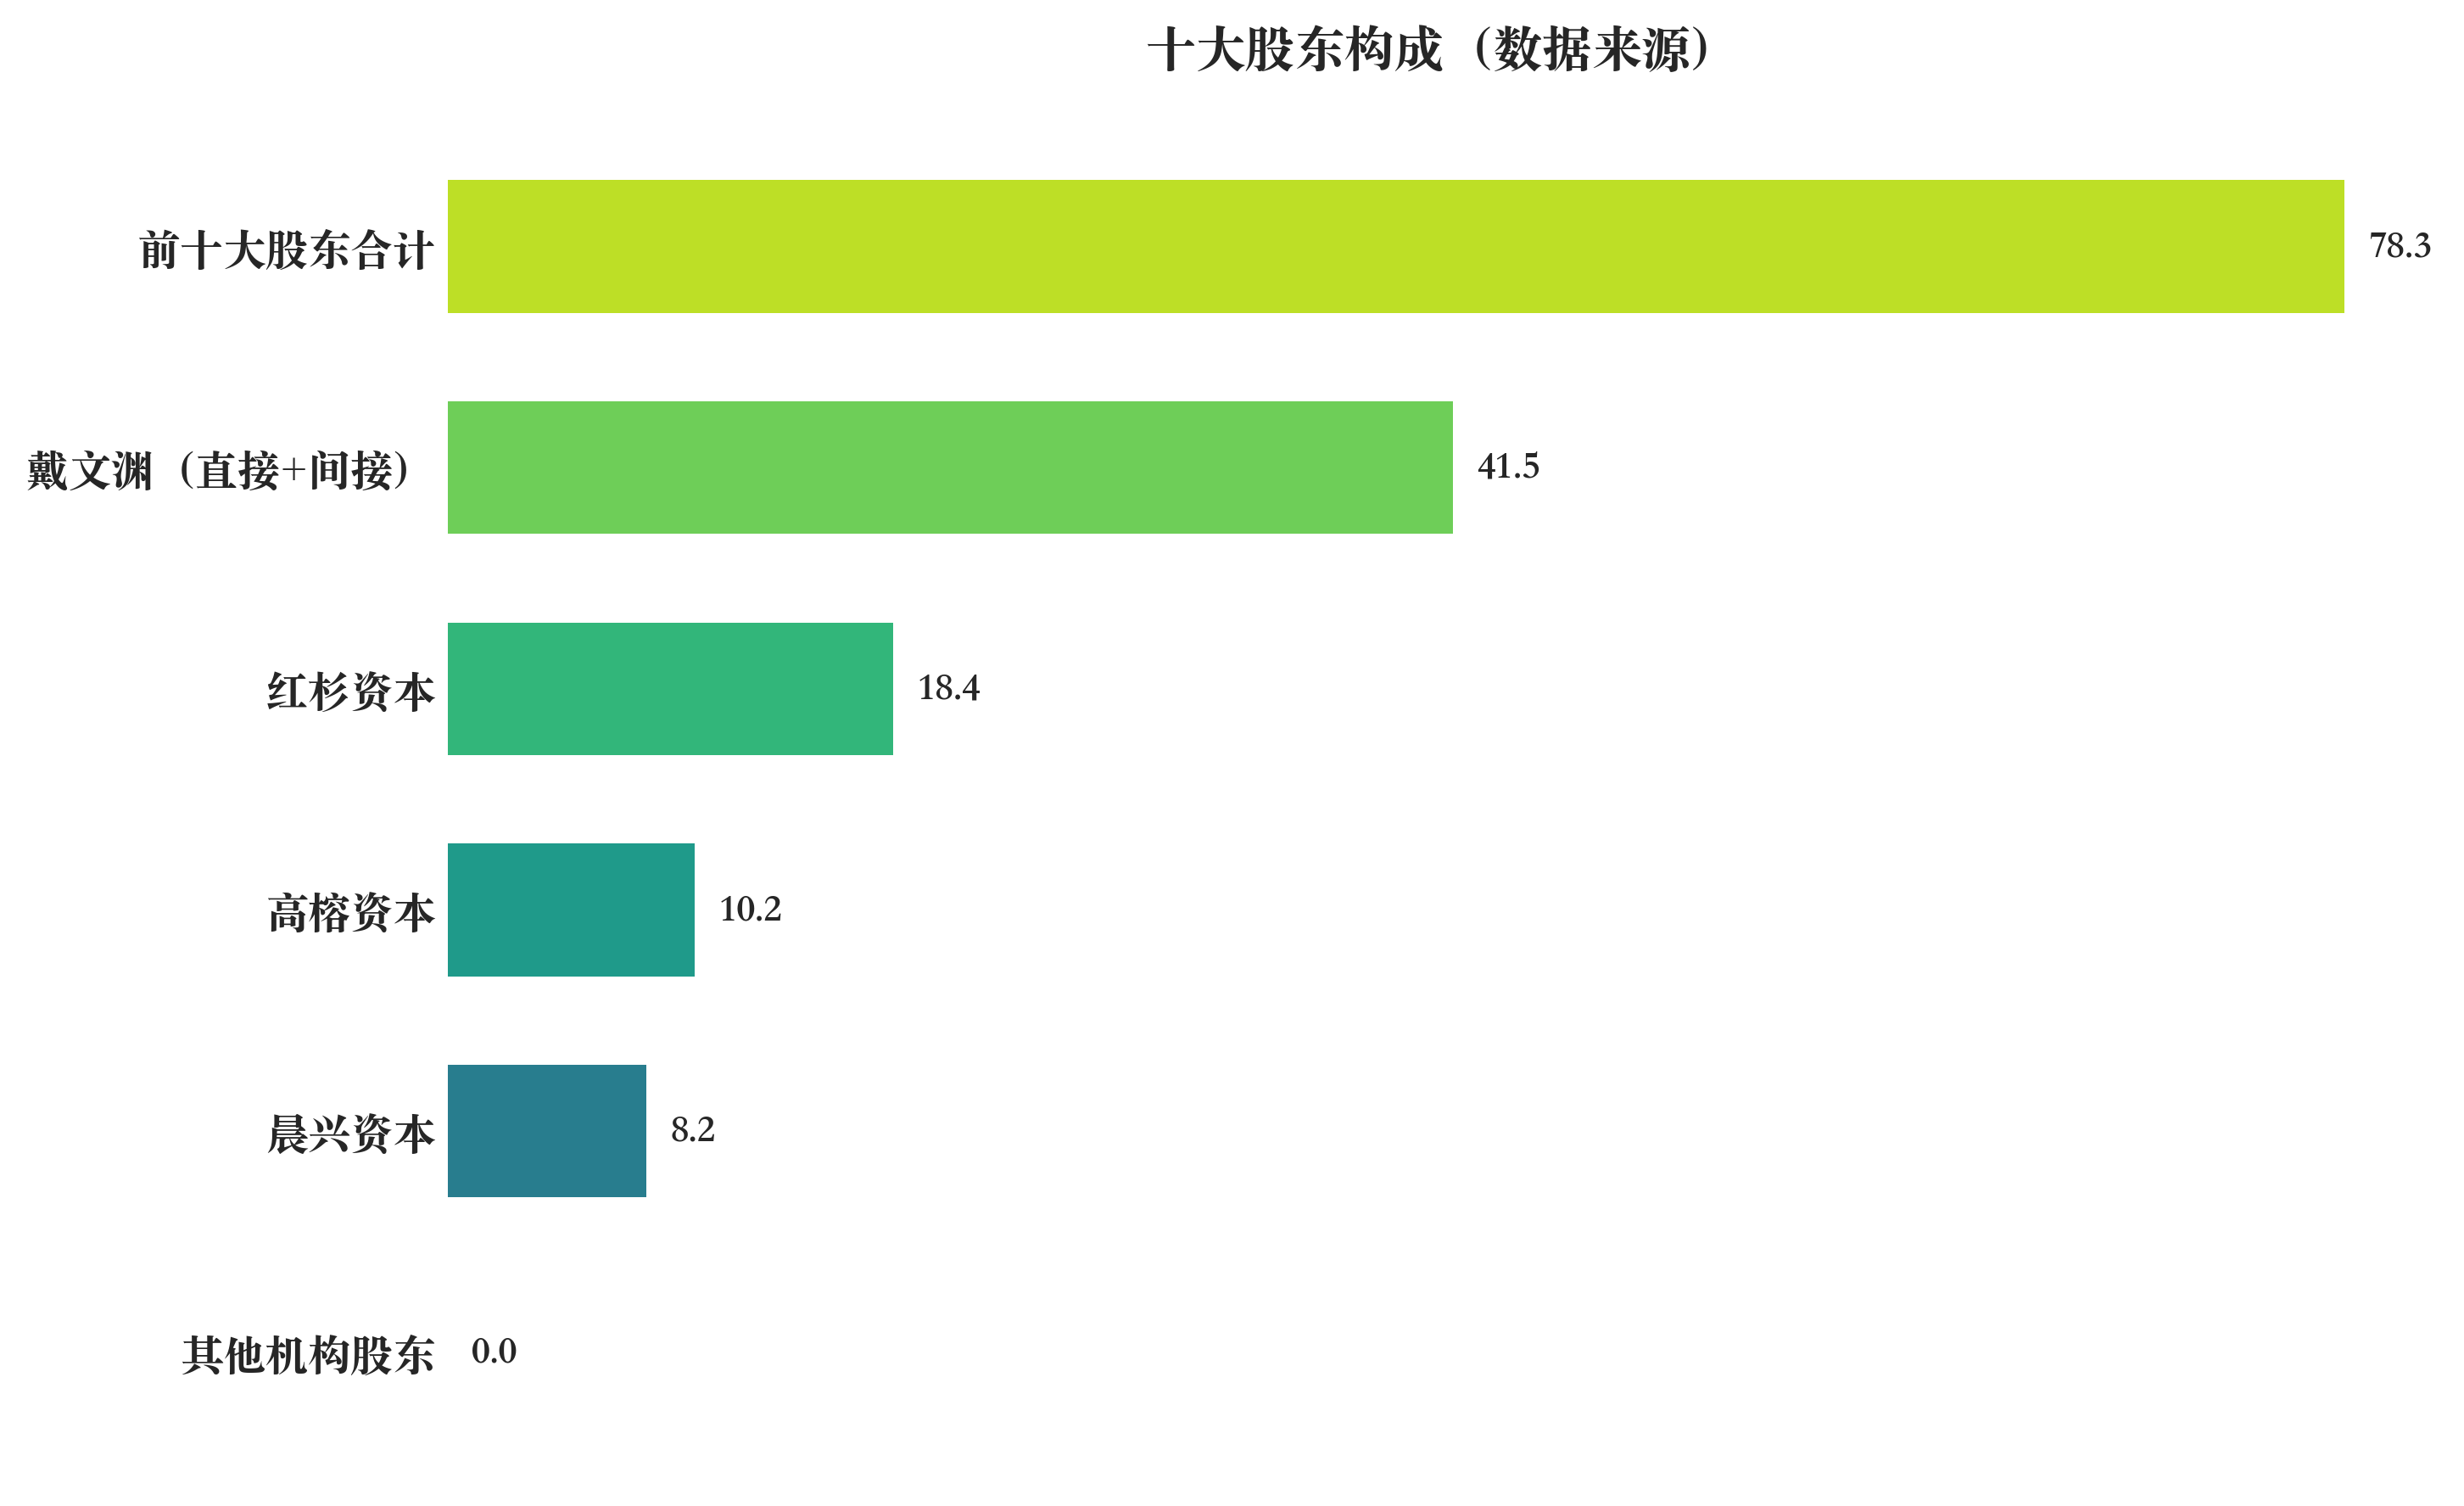 十大股东构成（数据来源）
前十大股东合计 78.3
戴文渊（直接+间接） 41.5
红杉资本 18.4
高榕资本 10.2
晨兴资本 8.2
其他机构股东 0.0